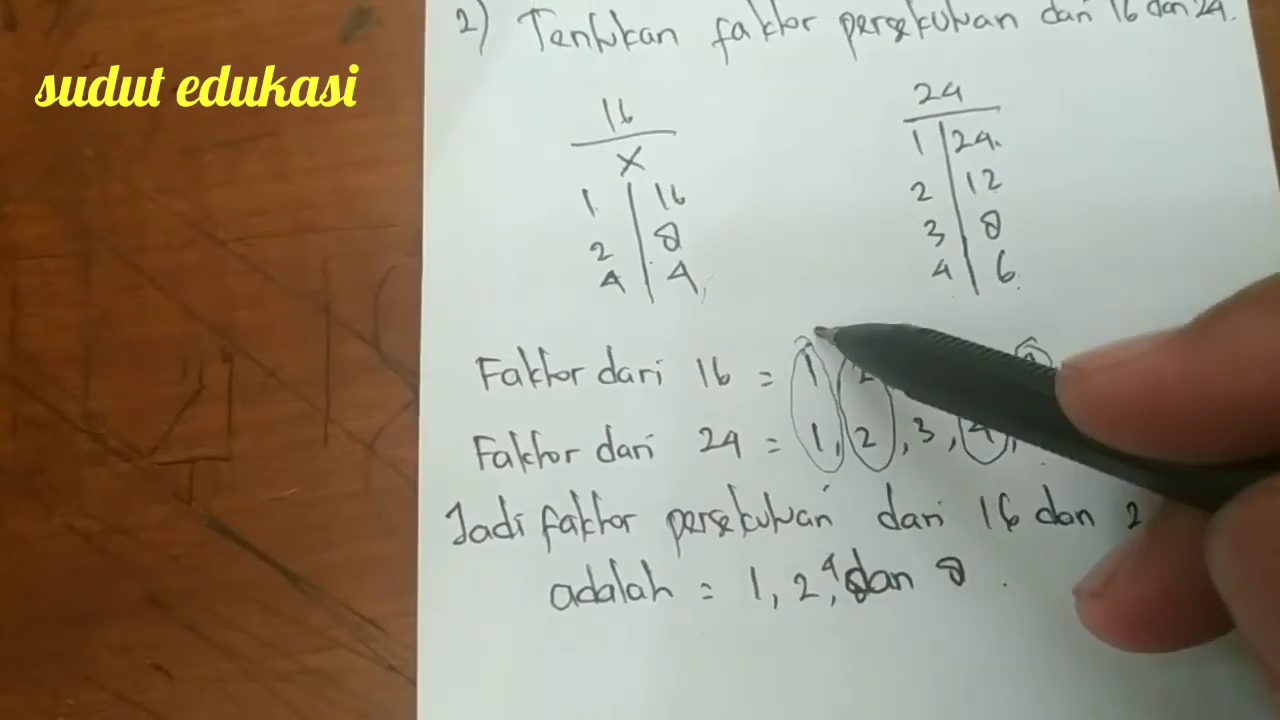 sudut edukasi
2) Tentukan faktor persekutuan dari 16 dan 24.
16
x
1 | 16
2 | 8
4 | 4
24
1 | 24
2 | 12
3 | 8
4 | 6
Faktor dari 16 = 1
Faktor dari 24 = 1, 2, 3, 4,
Jadi faktor persekutuan dari 16 dan 2
adalah = 1, 2, 4 dan 8.